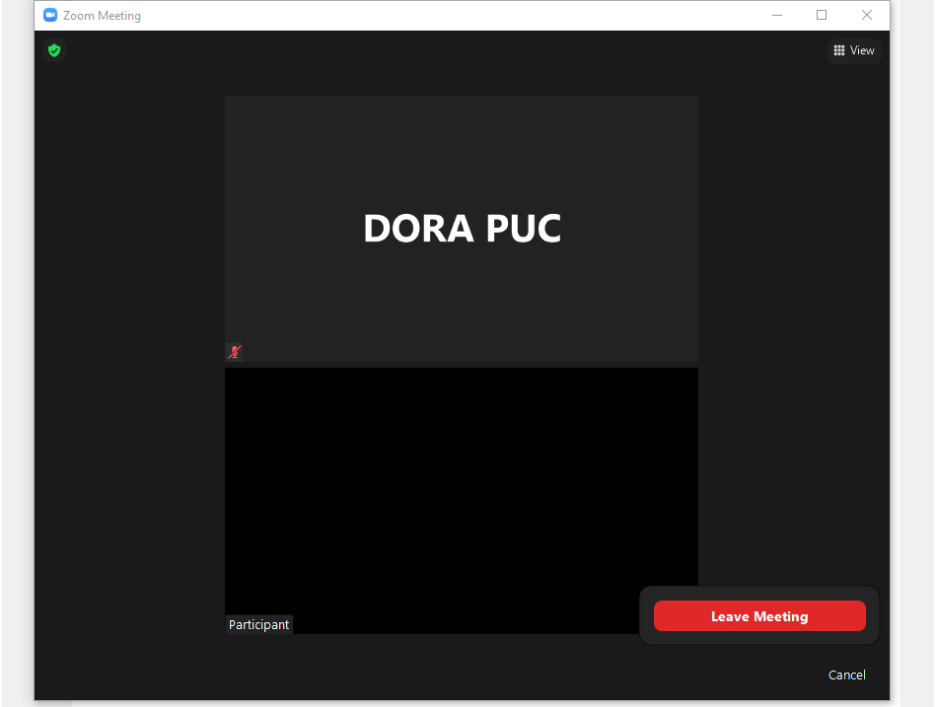 Zoom Meeting
View
DORA PUC
Participant
Leave Meeting
Cancel